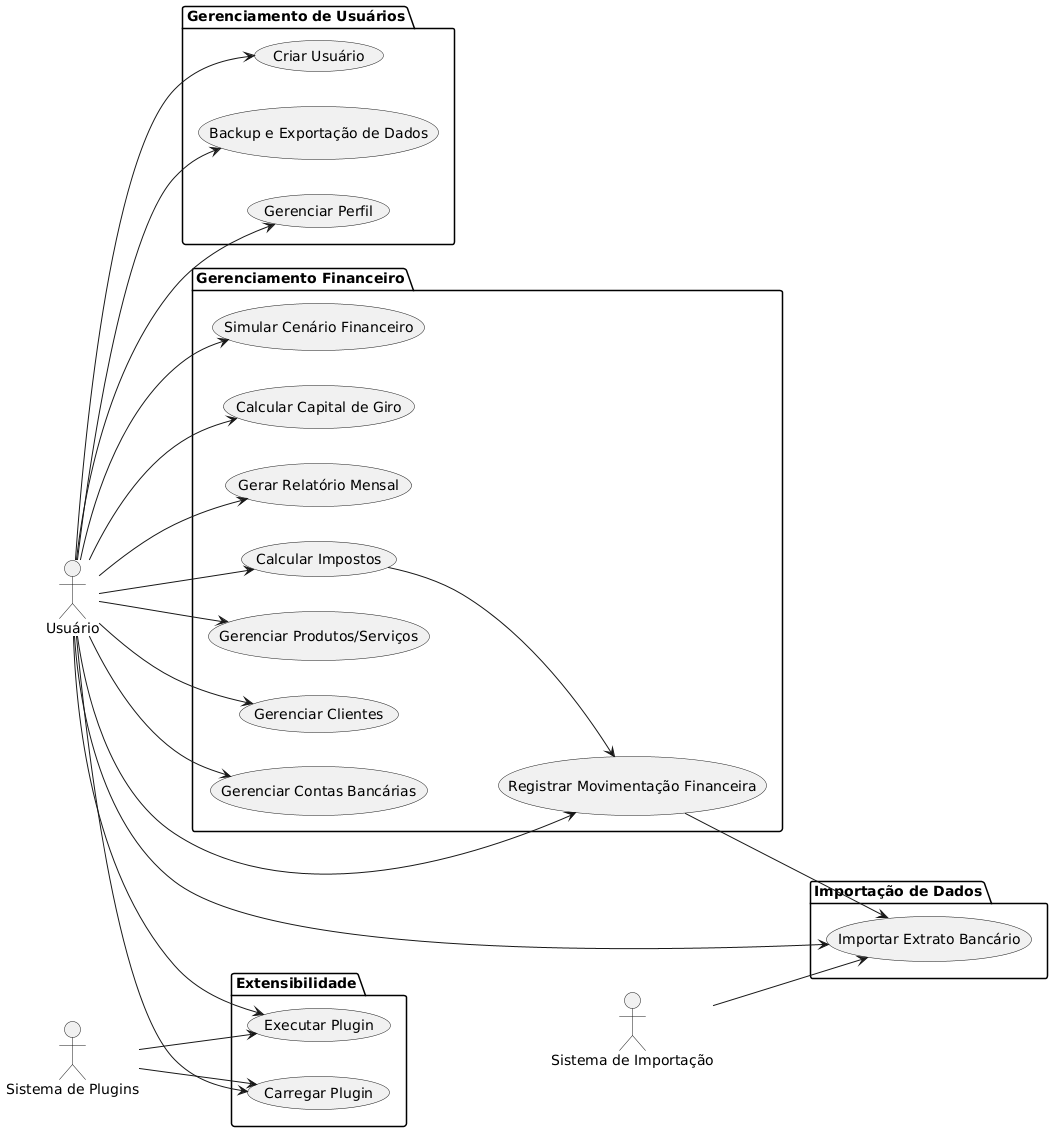 Gerenciamento de Usuários
Criar Usuário
Backup e Exportação de Dados
Gerenciar Perfil
Gerenciamento Financeiro
Simular Cenário Financeiro
Calcular Capital de Giro
Gerar Relatório Mensal
Calcular Impostos
Usuário
Gerenciar Produtos/Serviços
Gerenciar Clientes
Gerenciar Contas Bancárias
Registrar Movimentação Financeira
Importação de Dados
Importar Extrato Bancário
Extensibilidade
Executar Plugin
Sistema de Importação
Sistema de Plugins
Carregar Plugin